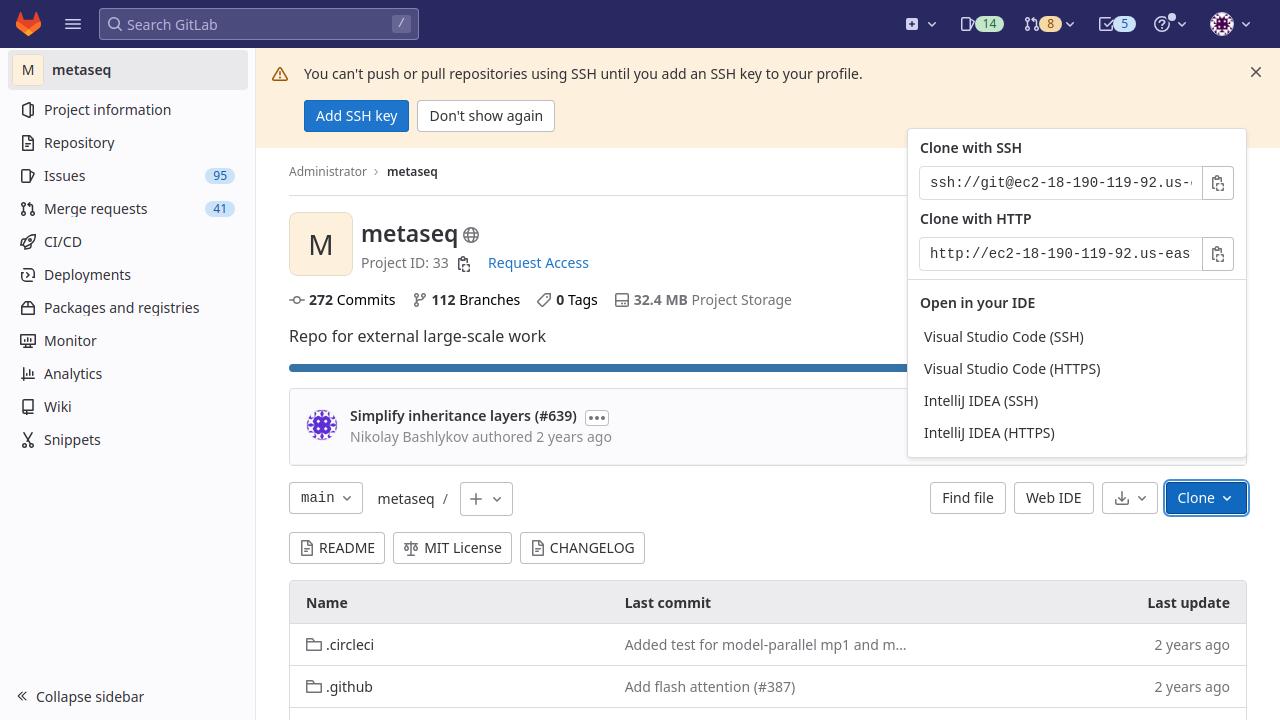 Search GitLab
/
14
8
5
M
metaseq
Project information
Repository
Issues
95
Merge requests
41
CI/CD
Deployments
Packages and registries
Monitor
Analytics
Wiki
Snippets
Collapse sidebar
You can't push or pull repositories using SSH until you add an SSH key to your profile.
Add SSH key
Don't show again
Administrator
metaseq
M
metaseq
Project ID: 33
Request Access
272 Commits
112 Branches
0 Tags
32.4 MB Project Storage
Repo for external large-scale work
Simplify inheritance layers (#639)
Nikolay Bashlykov authored 2 years ago
Clone with SSH
ssh://git@ec2-18-190-119-92.us-
Clone with HTTP
http://ec2-18-190-119-92.us-eas
Open in your IDE
Visual Studio Code (SSH)
Visual Studio Code (HTTPS)
IntelliJ IDEA (SSH)
IntelliJ IDEA (HTTPS)
main
metaseq /
Find file
Web IDE
Clone
README
MIT License
CHANGELOG
Name
Last commit
Last update
.circleci
Added test for model-parallel mp1 and m...
2 years ago
.github
Add flash attention (#387)
2 years ago